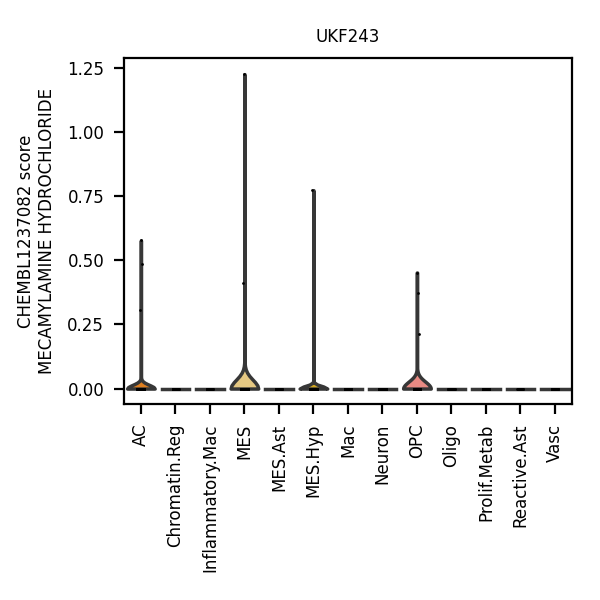 UKF243
CHEMBL1237082 score
MECAMYLAMINE HYDROCHLORIDE
1.25
1.00
0.75
0.50
0.25
0.00
AC
Chromatin.Reg
Inflammatory.Mac
MES
MES.Ast
MES.Hyp
Mac
Neuron
OPC
Oligo
Prolif.Metab
Reactive.Ast
Vasc